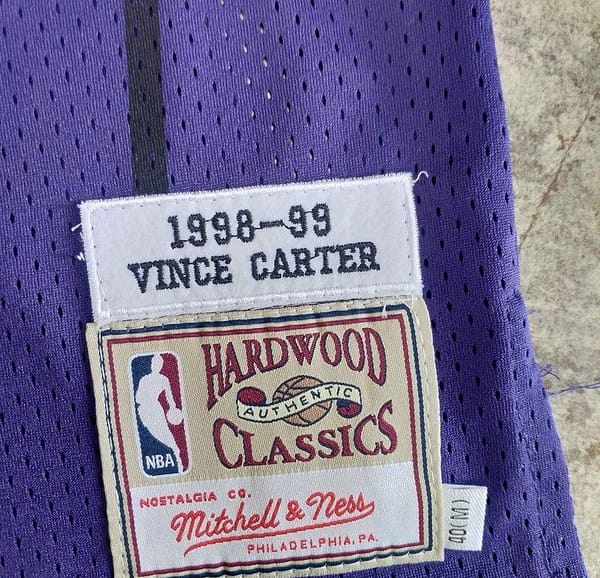 1998-99
VINCE CARTER
HARDWOOD
AUTHENTIC
CLASSICS
NBA
NOSTALGIA CO.
Mitchell & Ness
PHILADELPHIA, PA.
40(M)